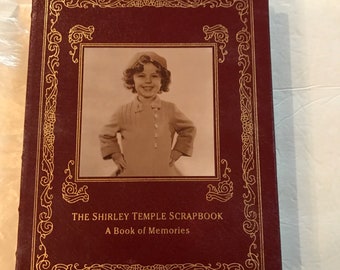 THE SHIRLEY TEMPLE SCRAPBOOK
A Book of Memories